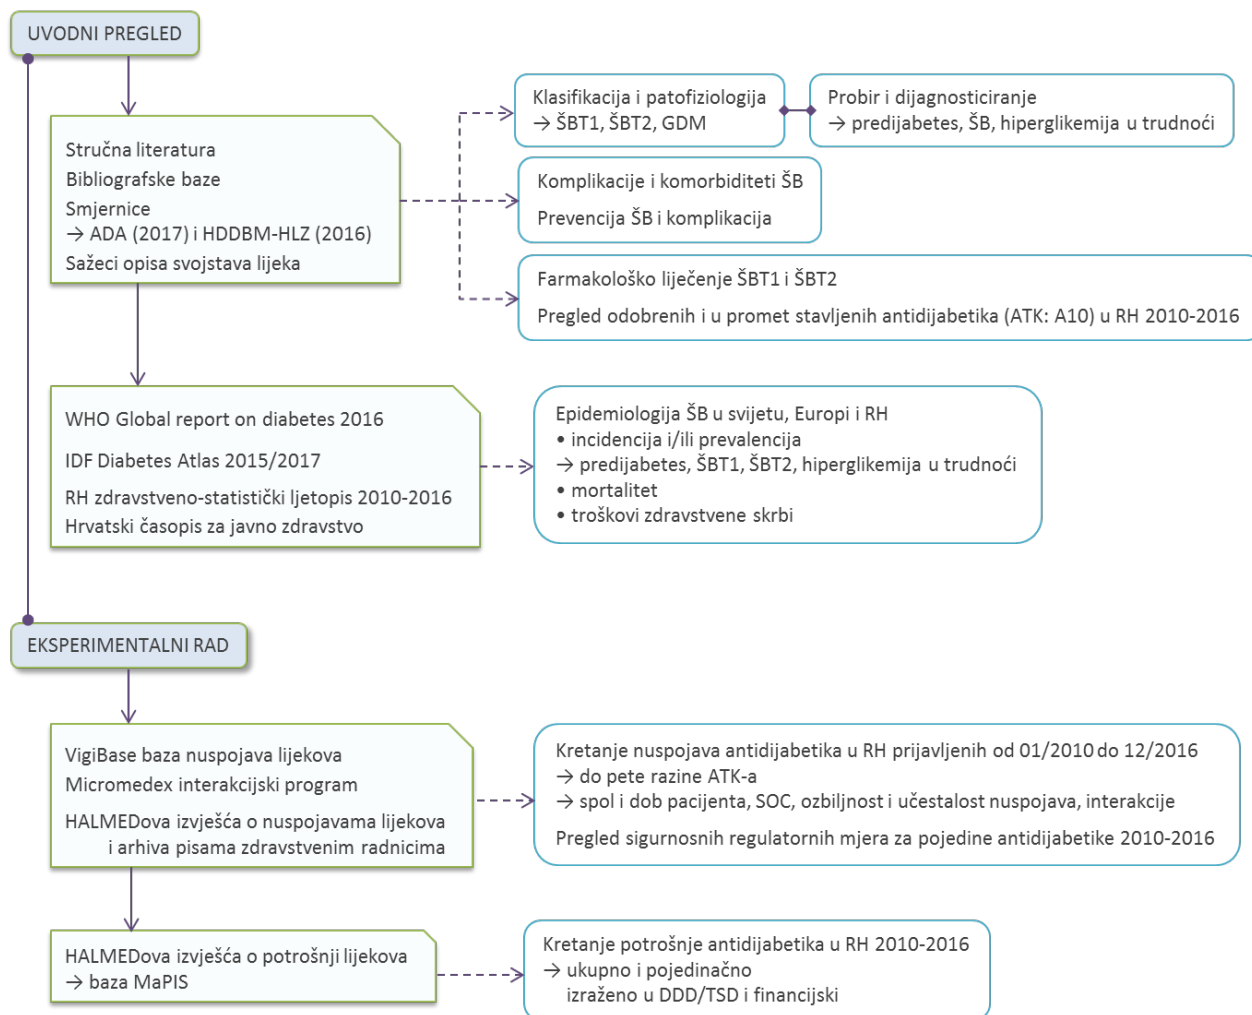 UVODNI PREGLED
Stručna literatura
Bibliografske baze
Smjernice
→ ADA (2017) i HDDBM-HLZ (2016)
Sažeci opisa svojstava lijeka
Klasifikacija i patofiziologija
→ ŠBT1, ŠBT2, GDM
Probir i dijagnosticiranje
→ predijabetes, ŠB, hiperglikemija u trudnoći
Komplikacije i komorbiditeti ŠB
Prevencija ŠB i komplikacija
Farmakološko liječenje ŠBT1 i ŠBT2
Pregled odobrenih i u promet stavljenih antidijabetika (ATK: A10) u RH 2010-2016
WHO Global report on diabetes 2016
IDF Diabetes Atlas 2015/2017
RH zdravstveno-statistički ljetopis 2010-2016
Hrvatski časopis za javno zdravstvo
Epidemiologija ŠB u svijetu, Europi i RH
• incidencija i/ili prevalencija
→ predijabetes, ŠBT1, ŠBT2, hiperglikemija u trudnoći
• mortalitet
• troškovi zdravstvene skrbi
EKSPERIMENTALNI RAD
VigiBase baza nuspojava lijekova
Micromedex interakcijski program
HALMEDova izvješća o nuspojavama lijekova
i arhiva pisama zdravstvenim radnicima
Kretanje nuspojava antidijabetika u RH prijavljenih od 01/2010 do 12/2016
→ do pete razine ATK-a
→ spol i dob pacijenta, SOC, ozbiljnost i učestalost nuspojava, interakcije
Pregled sigurnosnih regulatornih mjera za pojedine antidijabetike 2010-2016
HALMEDova izvješća o potrošnji lijekova
→ baza MaPIS
Kretanje potrošnje antidijabetika u RH 2010-2016
→ ukupno i pojedinačno
izraženo u DDD/TSD i financijski